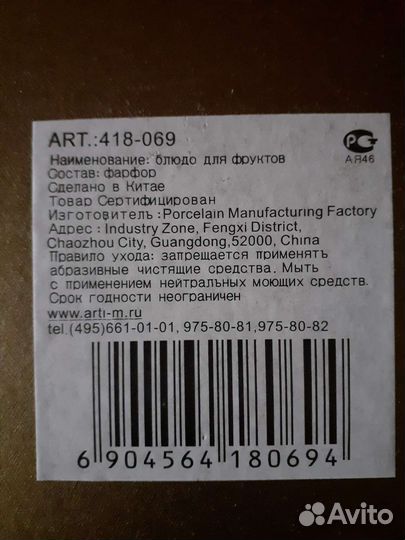 ART.:418-069
АЯ46
Наименование: блюдо для фруктов
Состав: фарфор
Сделано в Китае
Товар Сертифицирован
Изготовитель :Porcelain Manufacturing Factory
Адрес : Industry Zone, Fengxi District,
Chaozhou City, Guangdong,52000, China
Правило ухода: запрещается применять
абразивные чистящие средства. Мыть
с применением нейтральных моющих средств.
Срок годности неограничен
www.arti-m.ru
tel.(495)661-01-01, 975-80-81,975-80-82
6 904564 180694
Avito